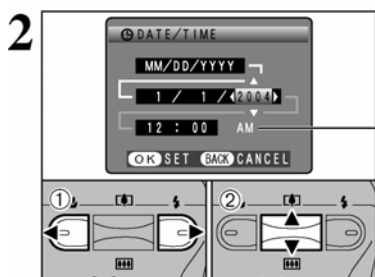 2
DATE/TIME
MM/DD/YYYY
1 / 1 / 2004
12 : 00 AM
OK SET BACK CANCEL
① ②